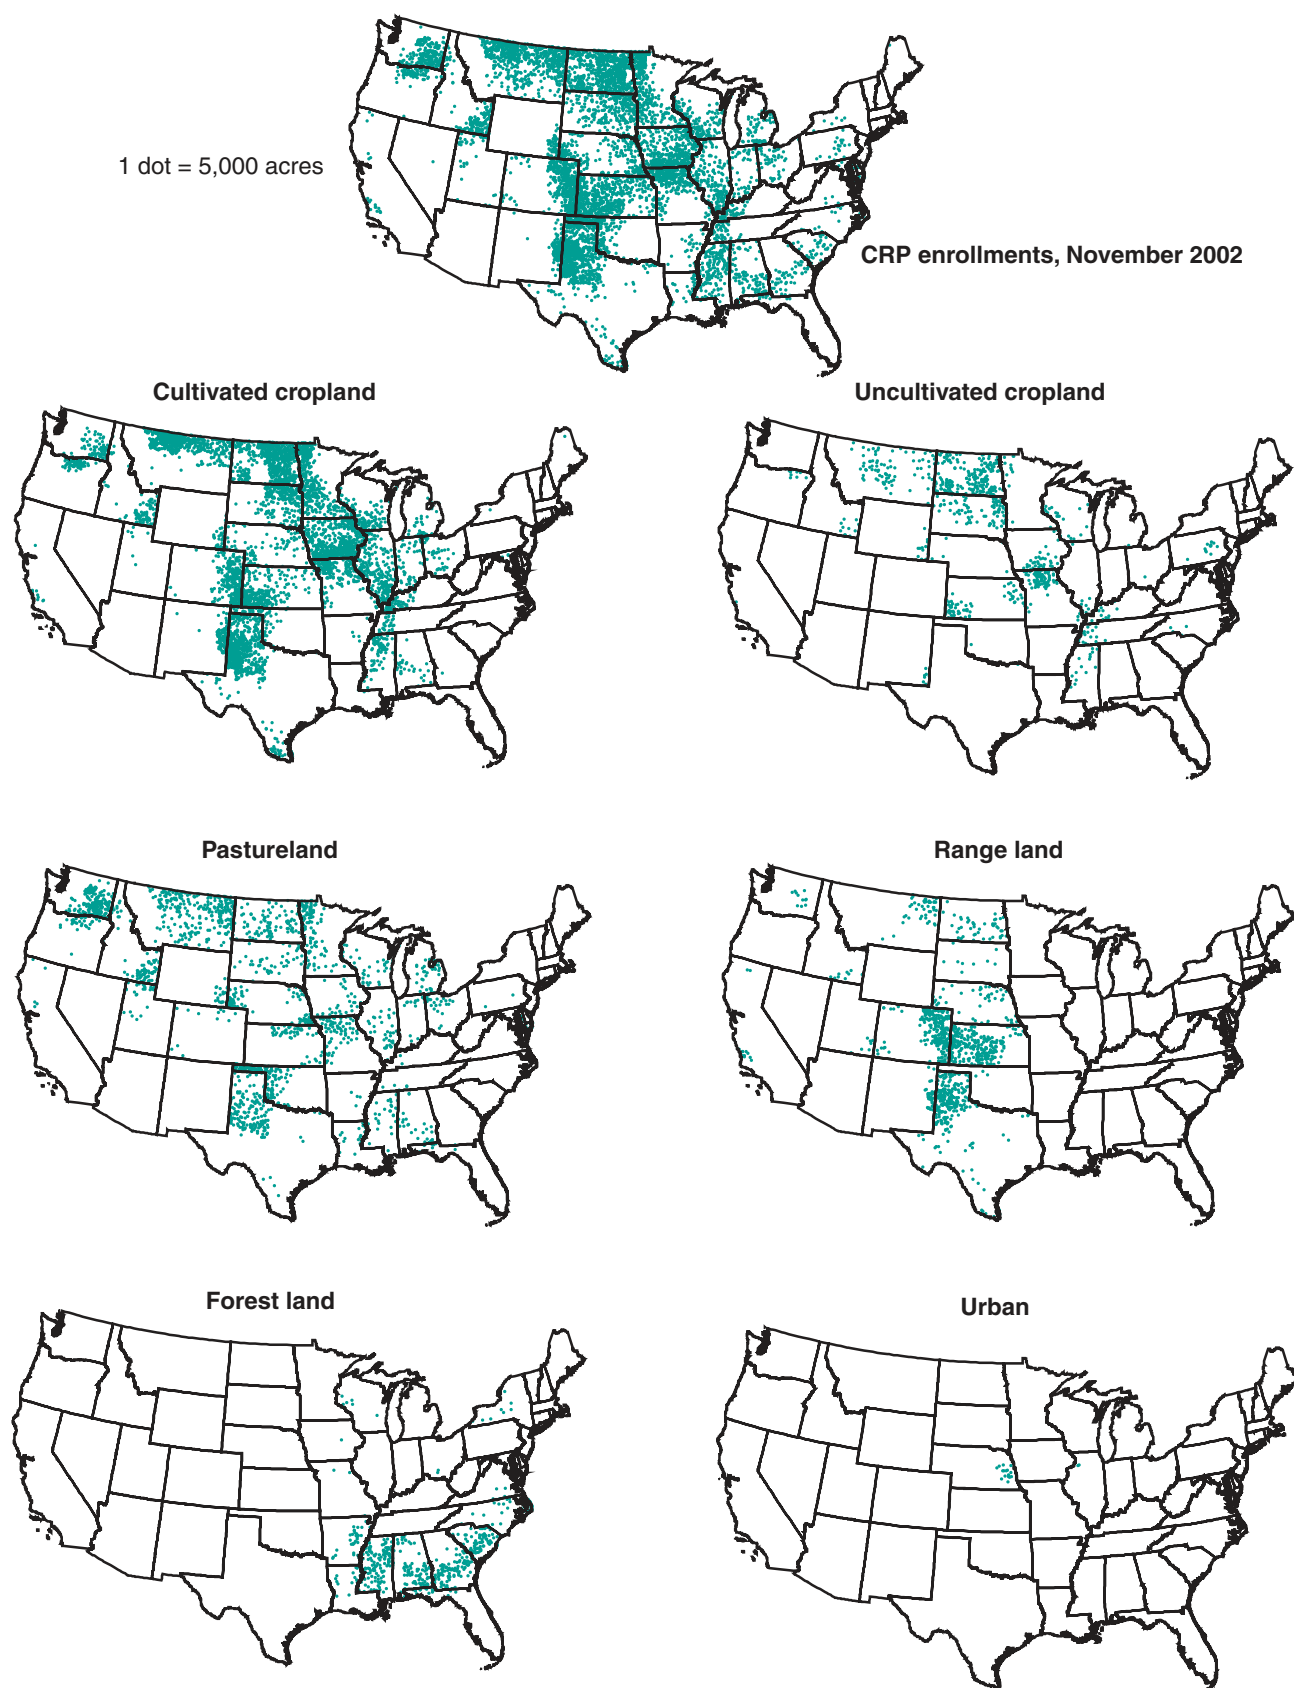 1 dot = 5,000 acres
CRP enrollments, November 2002
Cultivated cropland
Uncultivated cropland
Pastureland
Range land
Forest land
Urban